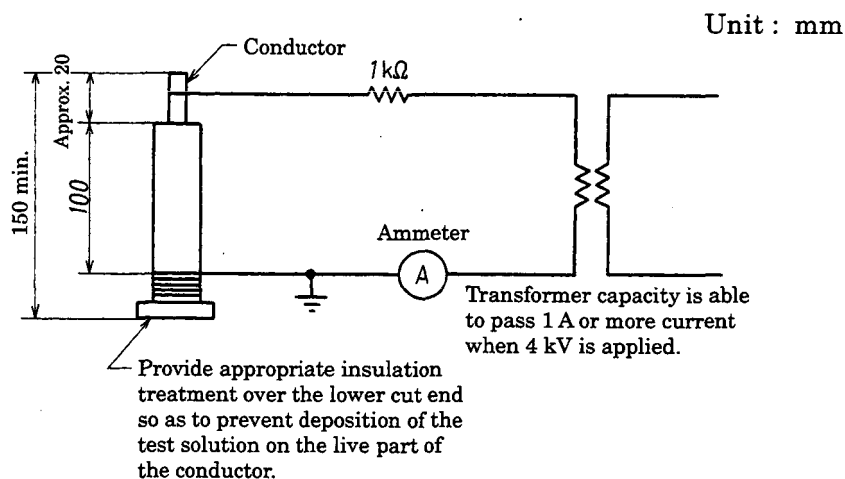 Unit : mm
Conductor
1kΩ
Approx. 20
150 min.
100
Ammeter
A
Transformer capacity is able
to pass 1 A or more current
when 4 kV is applied.
Provide appropriate insulation
treatment over the lower cut end
so as to prevent deposition of the
test solution on the live part of
the conductor.